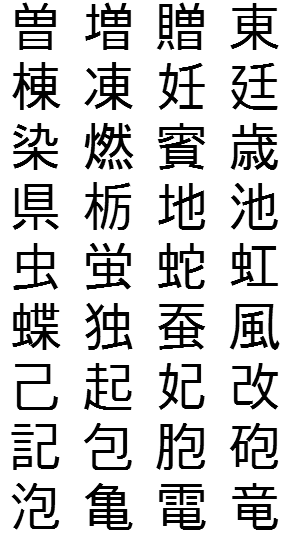 曽 増 贈 東
棟 凍 妊 廷
染 燃 賓 歳
県 栃 地 池
虫 蛍 蛇 虹
蝶 独 蚕 風
己 起 妃 改
記 包 胞 砲
泡 亀 電 竜